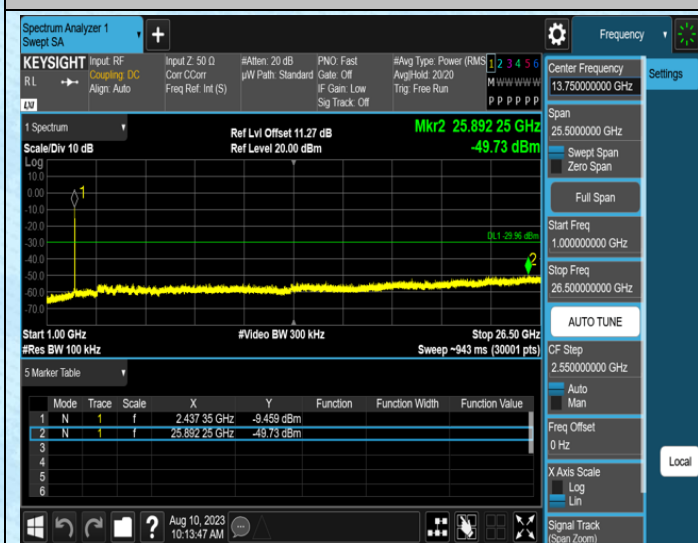 Spectrum Analyzer 1
Swept SA
Frequency
KEYSIGHT
RL
Input: RF
Coupling: DC
Align: Auto
Input Z: 50 Ω
Corr CCorr
Freq Ref: Int (S)
#Atten: 20 dB
µW Path: Standard
PNO: Fast
Gate: Off
IF Gain: Low
Sig Track: Off
#Avg Type: Power (RMS
Avg|Hold: 20/20
Trig: Free Run
1 2 3 4 5 6
M W W W W W
P P P P P P
1 Spectrum
Scale/Div 10 dB
Ref Lvl Offset 11.27 dB
Ref Level 20.00 dBm
Mkr2 25.892 25 GHz
-49.73 dBm
Log
10.0
0.00
-10.0
-20.0
-30.0
-40.0
-50.0
-60.0
-70.0
1
DL1 -29.96 dBm
2
Start 1.00 GHz
#Video BW 300 kHz
Stop 26.50 GHz
#Res BW 100 kHz
Sweep ~943 ms (30001 pts)
5 Marker Table
Mode Trace Scale X Y Function Function Width Function Value
1 N 1 f 2.437 35 GHz -9.459 dBm
2 N 1 f 25.892 25 GHz -49.73 dBm
3
4
5
6
Aug 10, 2023
10:13:47 AM
Center Frequency
13.750000000 GHz
Span
25.5000000 GHz
Swept Span
Zero Span
Full Span
Start Freq
1.000000000 GHz
Stop Freq
26.500000000 GHz
AUTO TUNE
CF Step
2.550000000 GHz
Auto
Man
Freq Offset
0 Hz
X Axis Scale
Log
Lin
Signal Track
(Span Zoom)
Settings
Local